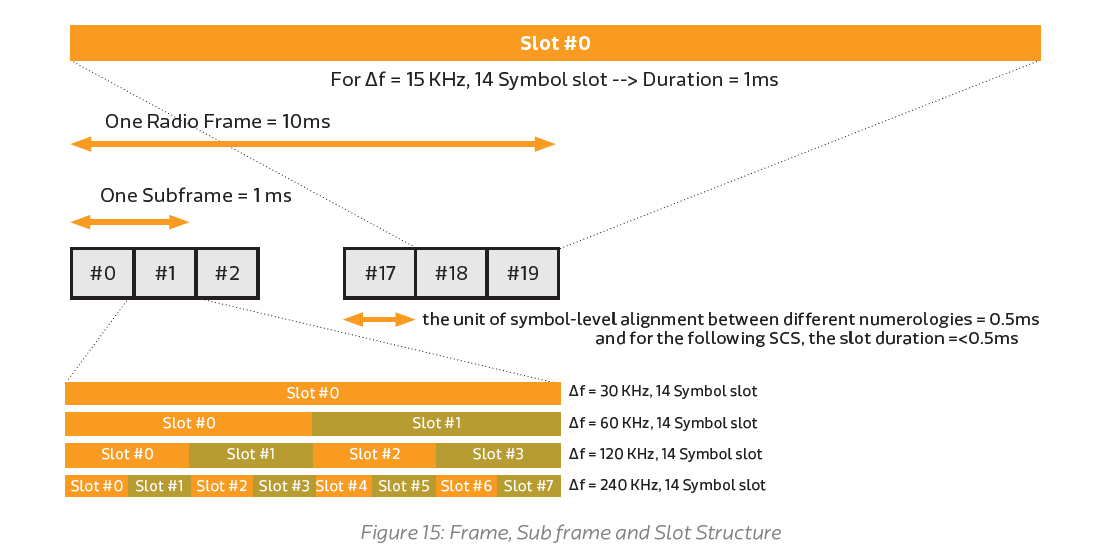 Slot #0
For Δf = 15 KHz, 14 Symbol slot --> Duration = 1ms
One Radio Frame = 10ms
One Subframe = 1 ms
#0 #1 #2 #17 #18 #19
the unit of symbol-level alignment between different numerologies = 0.5ms
and for the following SCS, the slot duration =<0.5ms
Slot #0 Δf = 30 KHz, 14 Symbol slot
Slot #0 Slot #1 Δf = 60 KHz, 14 Symbol slot
Slot #0 Slot #1 Slot #2 Slot #3 Δf = 120 KHz, 14 Symbol slot
Slot #0 Slot #1 Slot #2 Slot #3 Slot #4 Slot #5 Slot #6 Slot #7 Δf = 240 KHz, 14 Symbol slot
Figure 15: Frame, Sub frame and Slot Structure